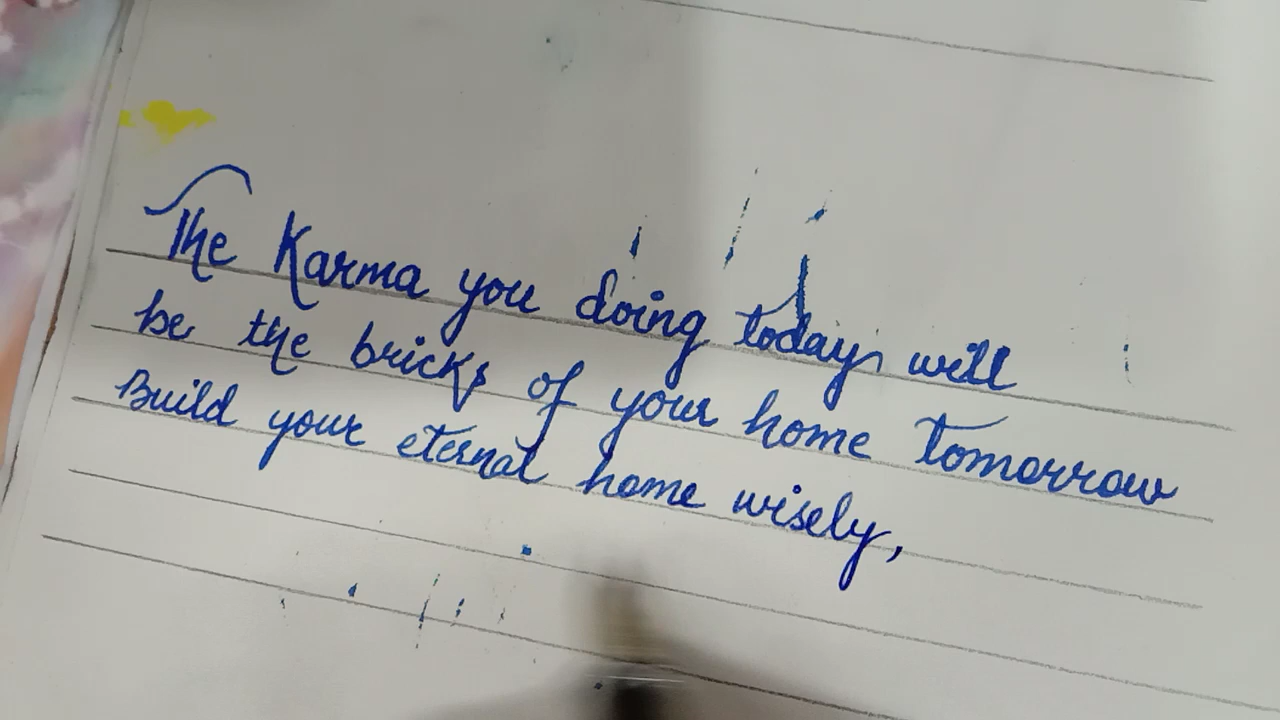 The Karma you doing today, will
be the bricks of your home tomorrow
Build your eternal home wisely,